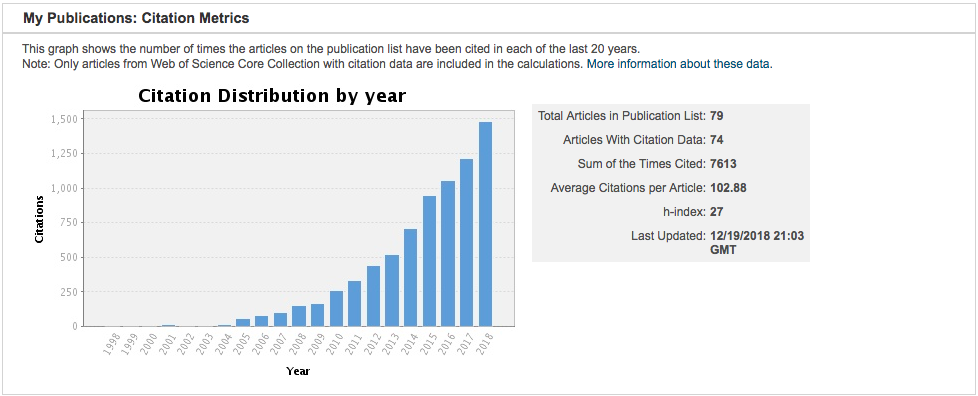 My Publications: Citation Metrics
This graph shows the number of times the articles on the publication list have been cited in each of the last 20 years.
Note: Only articles from Web of Science Core Collection with citation data are included in the calculations. More information about these data.
Citation Distribution by year
1,500
1,250
1,000
750
500
250
0
Citations
1998
1999
2000
2001
2002
2003
2004
2005
2006
2007
2008
2009
2010
2011
2012
2013
2014
2015
2016
2017
2018
Year
Total Articles in Publication List: 79
Articles With Citation Data: 74
Sum of the Times Cited: 7613
Average Citations per Article: 102.88
h-index: 27
Last Updated: 12/19/2018 21:03
GMT